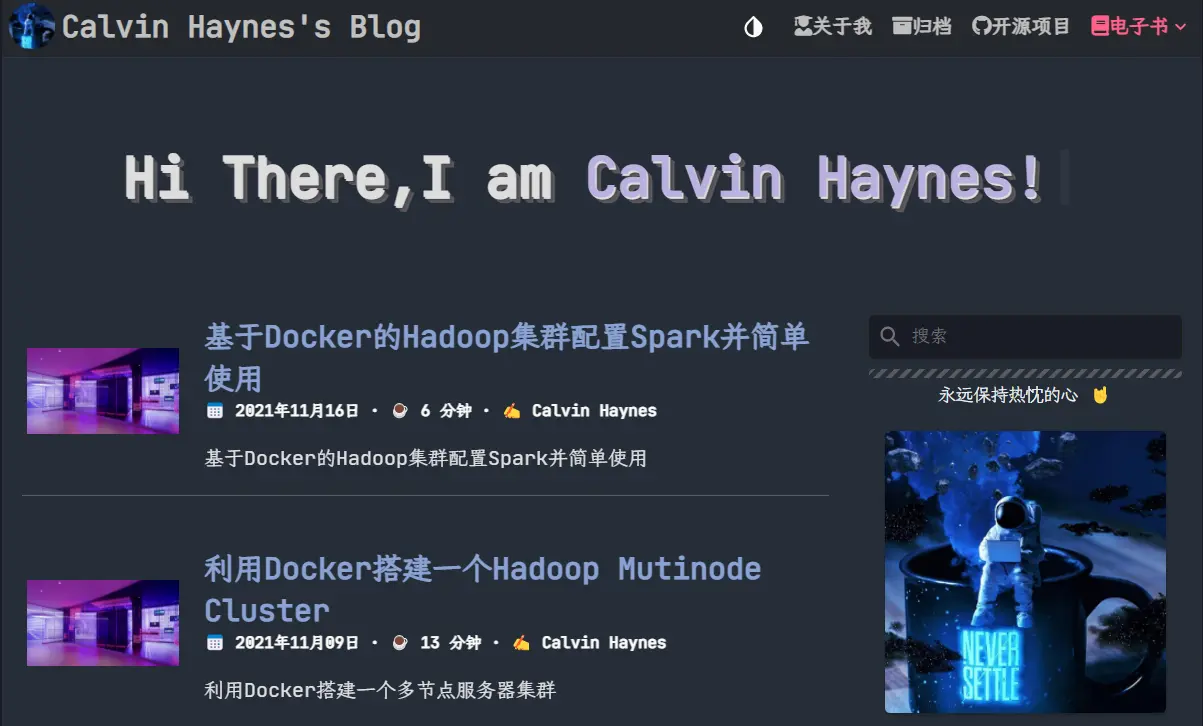 Calvin Haynes's Blog
关于我 归档 开源项目 电子书
Hi There,I am Calvin Haynes!
基于Docker的Hadoop集群配置Spark并简单
使用
2021年11月16日 · 6 分钟 · Calvin Haynes
基于Docker的Hadoop集群配置Spark并简单使用
利用Docker搭建一个Hadoop Mutinode
Cluster
2021年11月09日 · 13 分钟 · Calvin Haynes
利用Docker搭建一个多节点服务器集群
搜索
永远保持热忱的心
NEVER
SETTLE